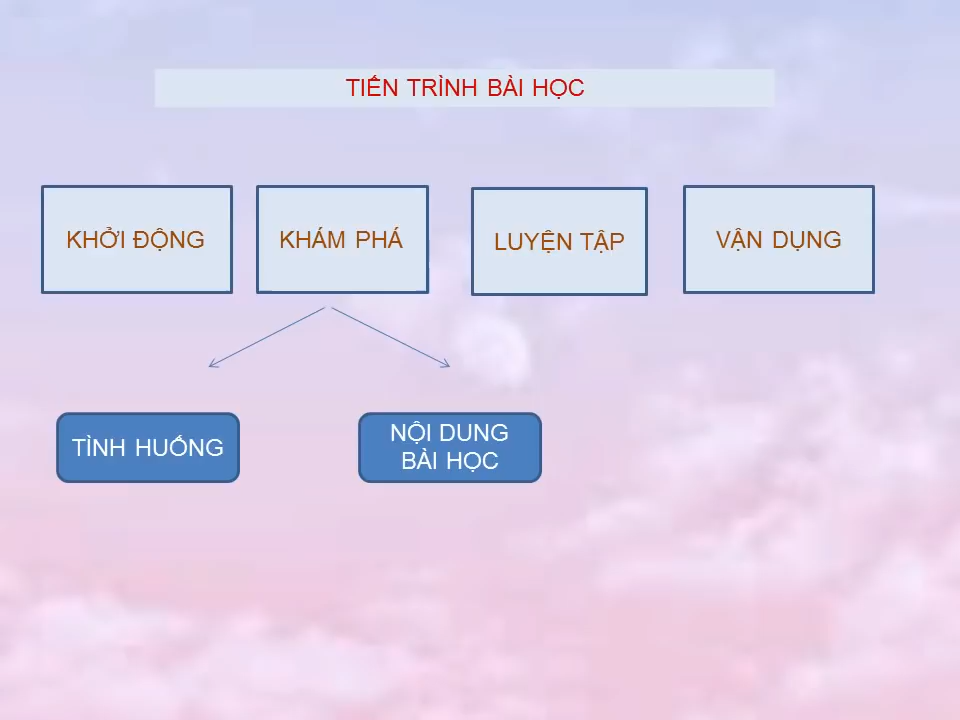 TIẾN TRÌNH BÀI HỌC
KHỞI ĐỘNG
KHÁM PHÁ
LUYỆN TẬP
VẬN DỤNG
TÌNH HUỐNG
NỘI DUNG
BÀI HỌC